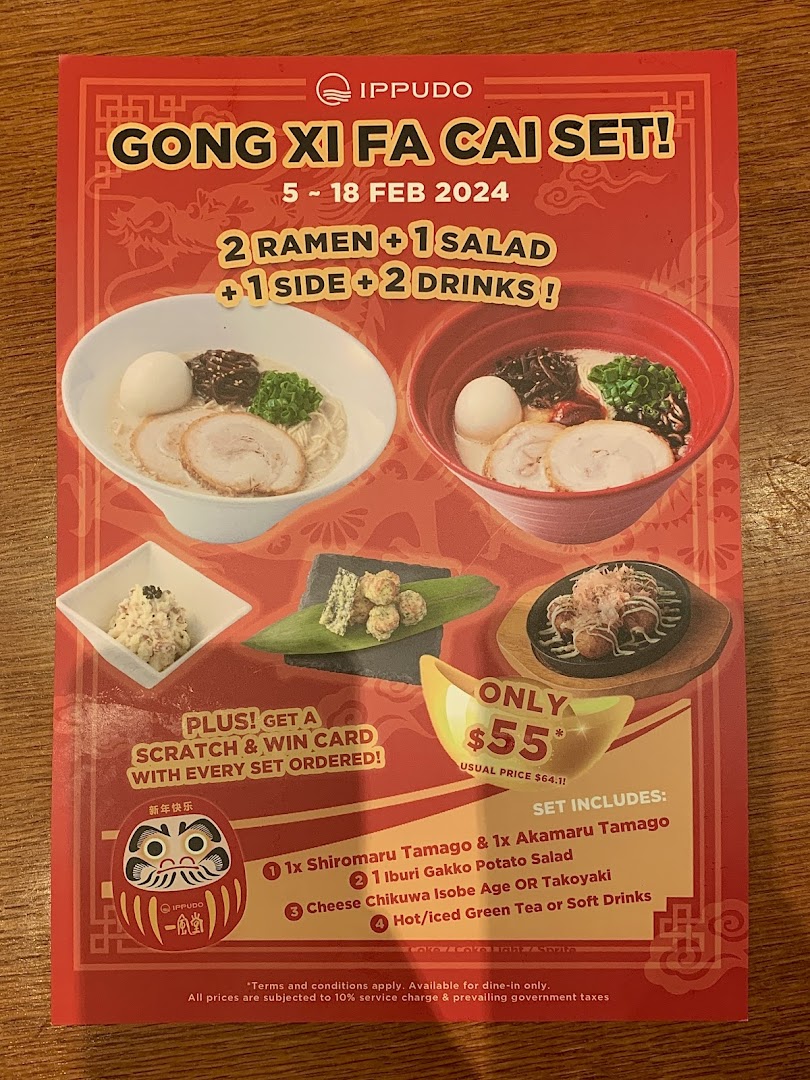 IPPUDO
GONG XI FA CAI SET!
5 ~ 18 FEB 2024
2 RAMEN + 1 SALAD
+ 1 SIDE + 2 DRINKS!
ONLY
$55*
USUAL PRICE $64.1!
PLUS! GET A
SCRATCH & WIN CARD
WITH EVERY SET ORDERED!
新年快乐
IPPUDO
一風堂
SET INCLUDES:
1 1x Shiromaru Tamago & 1x Akamaru Tamago
2 1 Iburi Gakko Potato Salad
3 Cheese Chikuwa Isobe Age OR Takoyaki
4 Hot/iced Green Tea or Soft Drinks
Coke / Coke Light / Sprite
*Terms and conditions apply. Available for dine-in only.
All prices are subjected to 10% service charge & prevailing government taxes